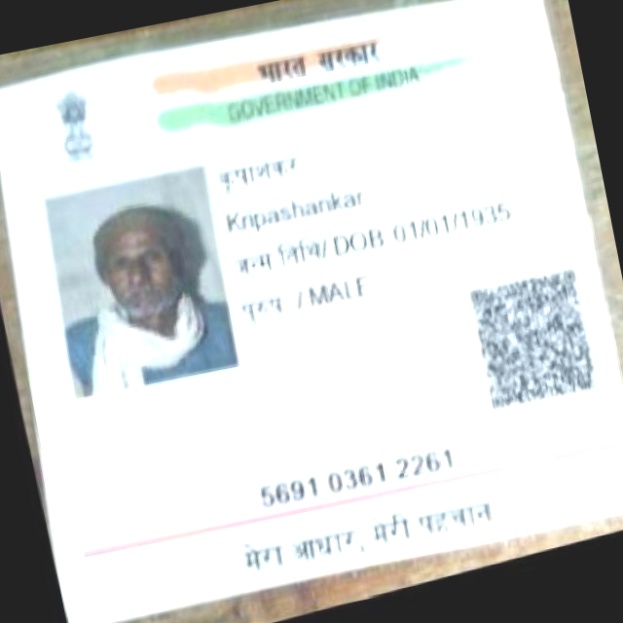 भारत सरकार
GOVERNMENT OF INDIA
कृपाशंकर
Kripashankar
जन्म तिथि/ DOB 01/01/1935
पुरुष / MALE
5691 0361 2261
मेरा आधार, मेरी पहचान